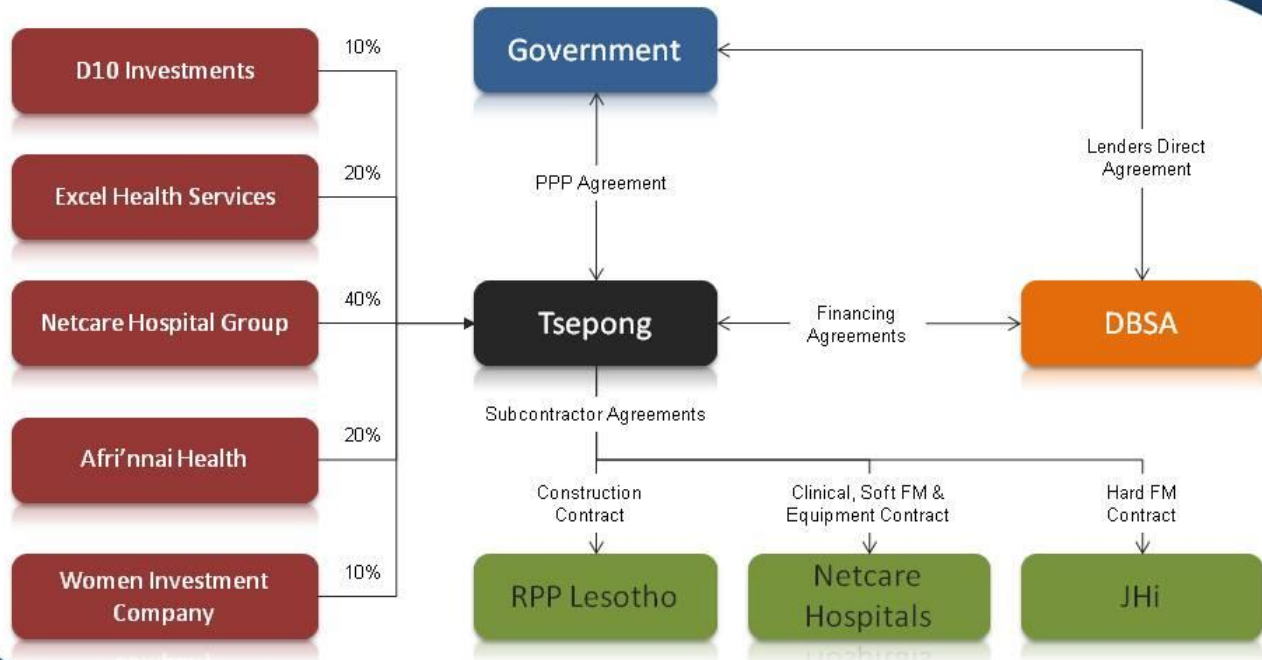 D10 Investments
10%
Government
Excel Health Services
20%
PPP Agreement
Lenders Direct
Agreement
Netcare Hospital Group
40%
Tsepong
Financing
Agreements
DBSA
Subcontractor Agreements
Afri'nnai Health
20%
Construction
Contract
Clinical, Soft FM &
Equipment Contract
Hard FM
Contract
Women Investment
Company
10%
RPP Lesotho
Netcare
Hospitals
JHi